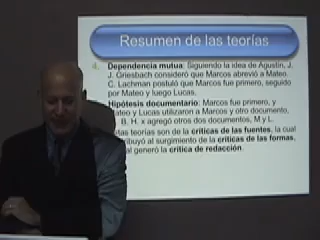 Resumen de las teorías
4. Dependencia mutua: Siguiendo la idea de Agustín, J.
J. Griesbach consideró que Marcos abrevió a Mateo.
C. Lachman postuló que Marcos fue primero, seguido
por Mateo y luego Lucas.
Hipótesis documentario: Marcos fue primero, y
Mateo y Lucas utilizaron a Marcos y otro documento,
B. H. x agregó otros dos documentos, M y L.
tas teorías son de la críticas de las fuentes, la cual
tribuyó al surgimiento de la críticas de las formas,
al generó la crítica de redacción.